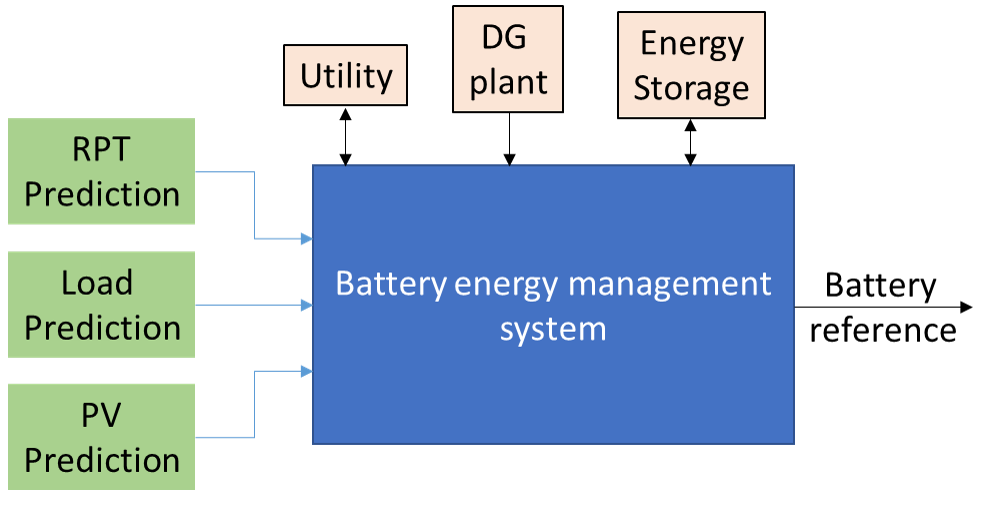 Utility
DG
plant
Energy
Storage
RPT
Prediction
Load
Prediction
PV
Prediction
Battery energy management
system
Battery
reference